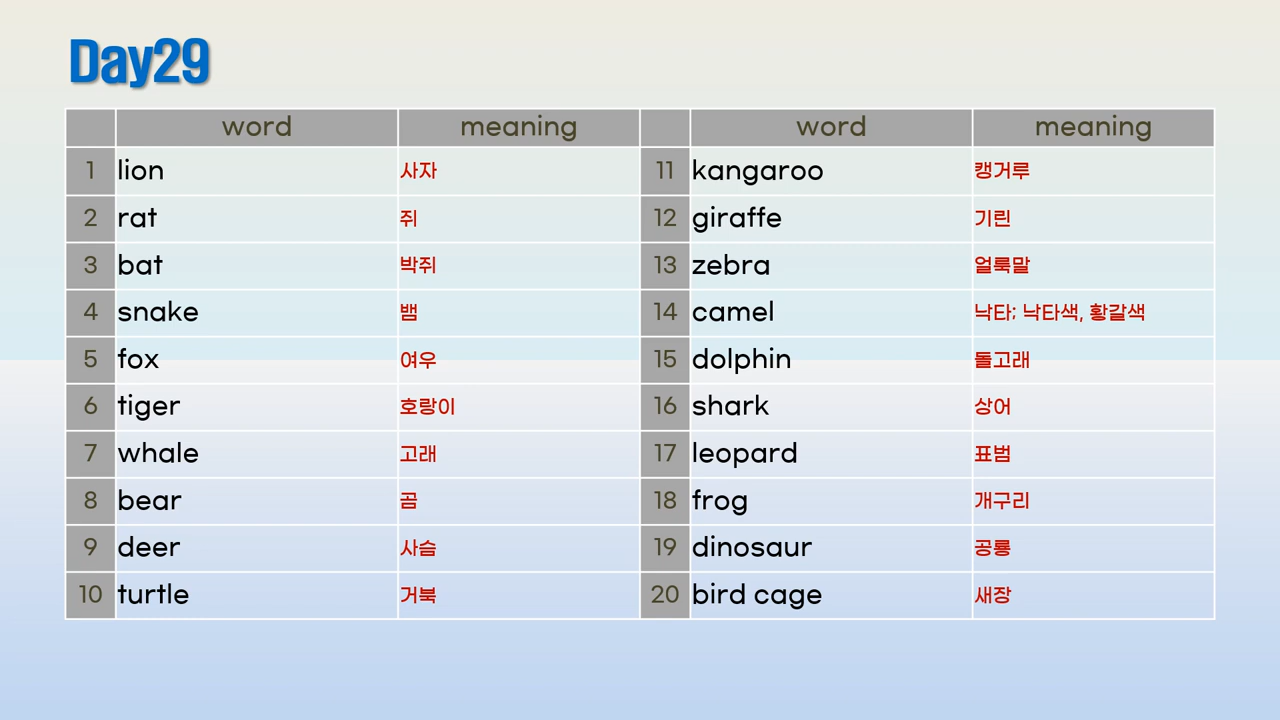 Day29
word meaning word meaning
1 lion 사자 11 kangaroo 캥거루
2 rat 쥐 12 giraffe 기린
3 bat 박쥐 13 zebra 얼룩말
4 snake 뱀 14 camel 낙타; 낙타색, 황갈색
5 fox 여우 15 dolphin 돌고래
6 tiger 호랑이 16 shark 상어
7 whale 고래 17 leopard 표범
8 bear 곰 18 frog 개구리
9 deer 사슴 19 dinosaur 공룡
10 turtle 거북 20 bird cage 새장